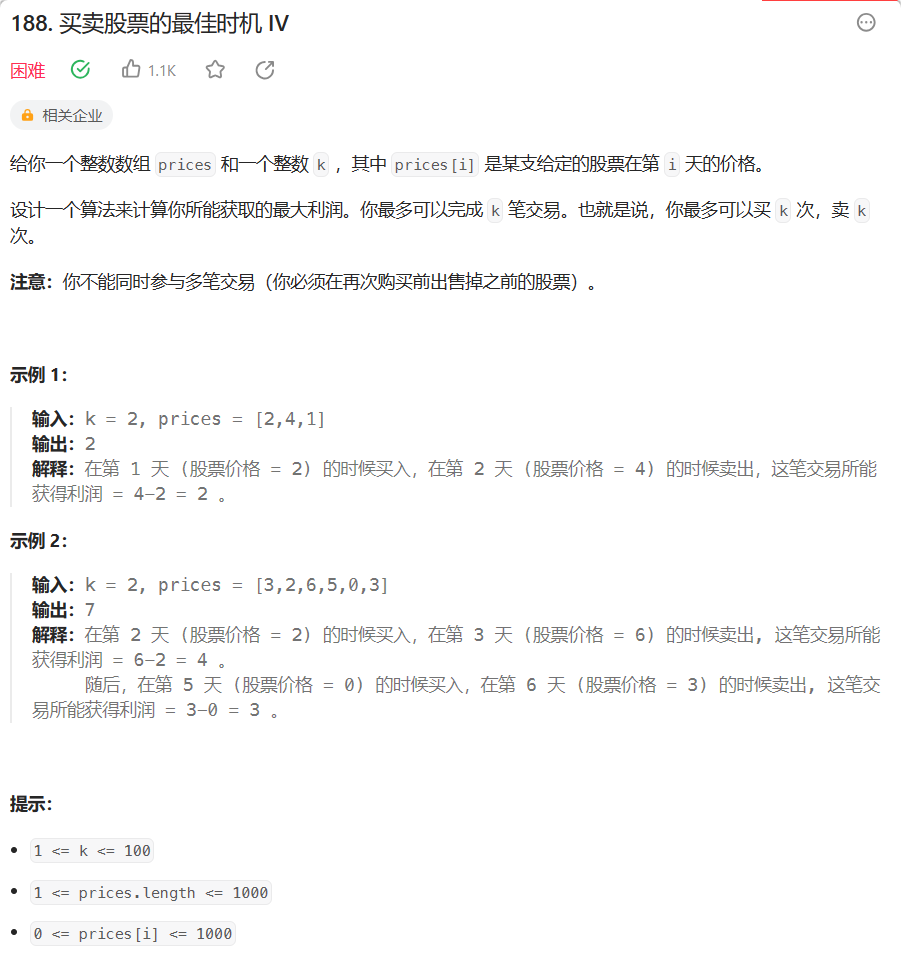 188. 买卖股票的最佳时机 IV
困难 1.1K
相关企业
给你一个整数数组 prices 和一个整数 k ，其中 prices[i] 是某支给定的股票在第 i 天的价格。
设计一个算法来计算你所能获取的最大利润。你最多可以完成 k 笔交易。也就是说，你最多可以买 k 次，卖 k
次。
注意：你不能同时参与多笔交易（你必须在再次购买前出售掉之前的股票）。
示例 1：
输入：k = 2, prices = [2,4,1]
输出：2
解释：在第 1 天 (股票价格 = 2) 的时候买入，在第 2 天 (股票价格 = 4) 的时候卖出，这笔交易所能
获得利润 = 4-2 = 2 。
示例 2：
输入：k = 2, prices = [3,2,6,5,0,3]
输出：7
解释：在第 2 天 (股票价格 = 2) 的时候买入，在第 3 天 (股票价格 = 6) 的时候卖出, 这笔交易所能
获得利润 = 6-2 = 4 。
随后，在第 5 天 (股票价格 = 0) 的时候买入，在第 6 天 (股票价格 = 3) 的时候卖出, 这笔交
易所能获得利润 = 3-0 = 3 。
提示：
• 1 <= k <= 100
• 1 <= prices.length <= 1000
• 0 <= prices[i] <= 1000